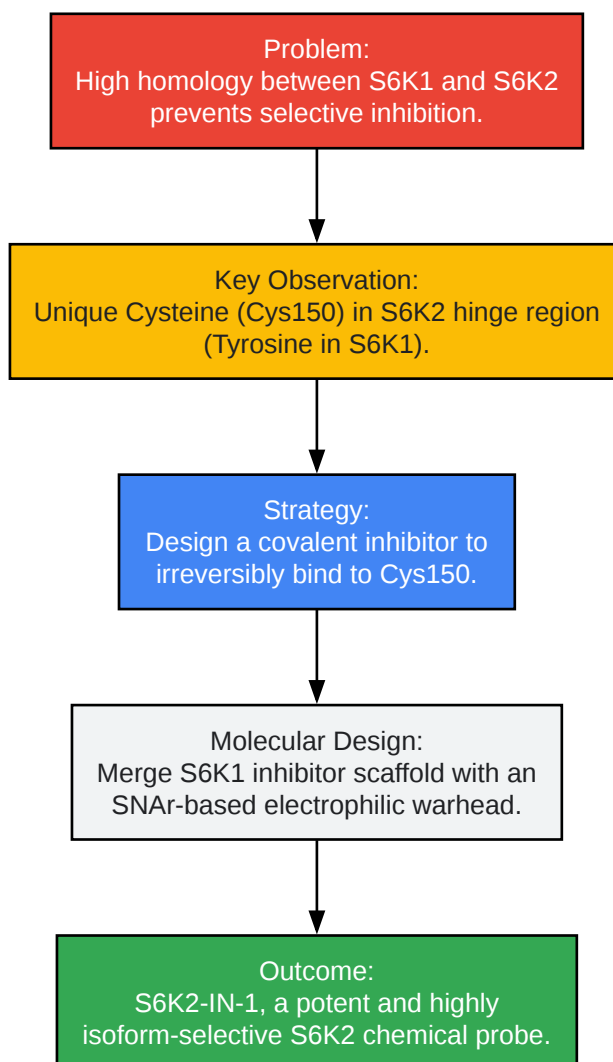 Problem:
High homology between S6K1 and S6K2
prevents selective inhibition.
Key Observation:
Unique Cysteine (Cys150) in S6K2 hinge region
(Tyrosine in S6K1).
Strategy:
Design a covalent inhibitor to
irreversibly bind to Cys150.
Molecular Design:
Merge S6K1 inhibitor scaffold with an
SNAr-based electrophilic warhead.
Outcome:
S6K2-IN-1, a potent and highly
isoform-selective S6K2 chemical probe.